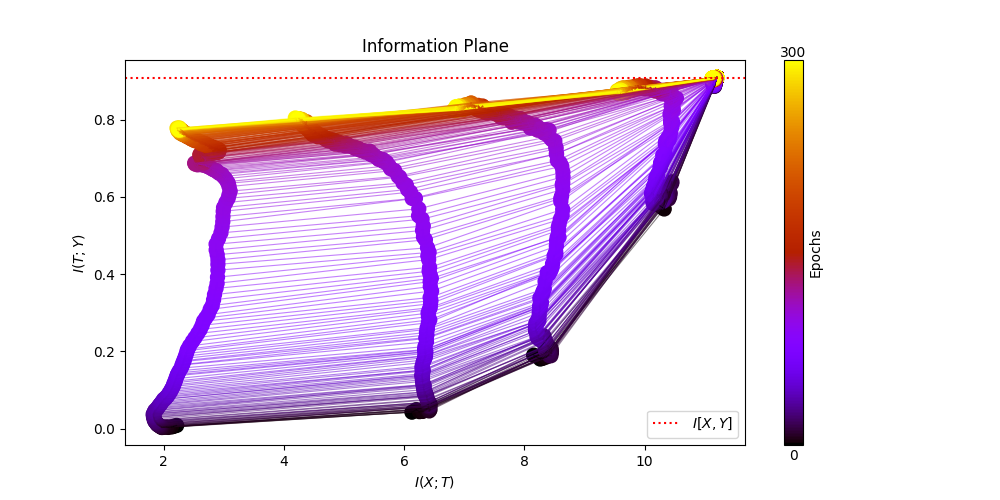 Information Plane
300
0.8
0.6
0.4
0.2
0.0
I(T; Y)
Epochs
I[X, Y]
2 4 6 8 10
0
I(X; T)